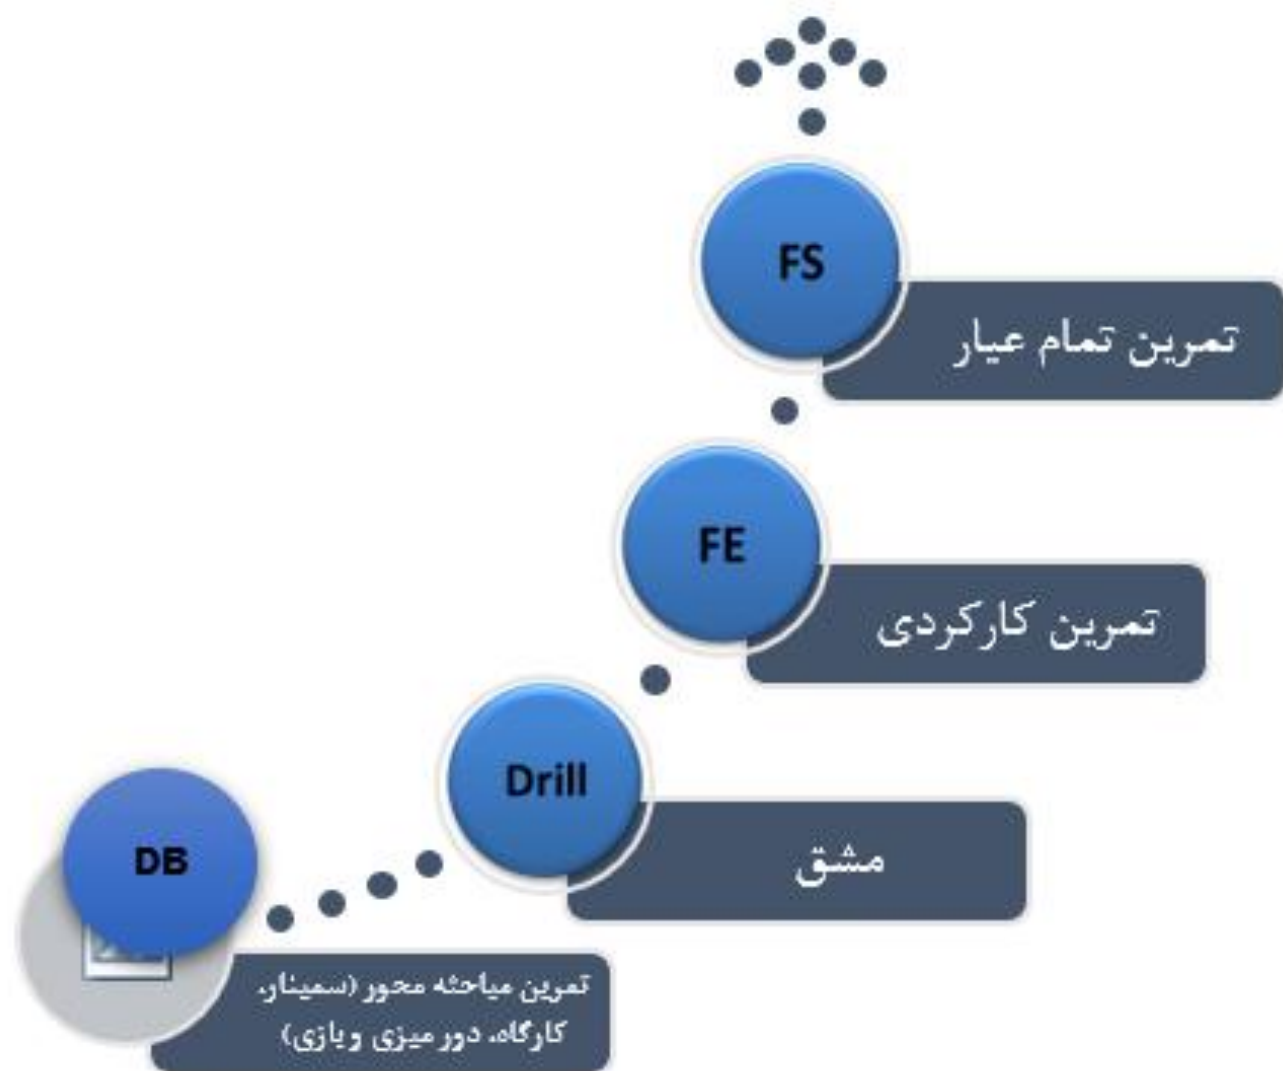 FS
تمرین تمام عیار
FE
تمرین کارکردی
Drill
مشق
DB
تمرین مباحثه محور (سمینار،
کارگاه، دور میزی و بازی)